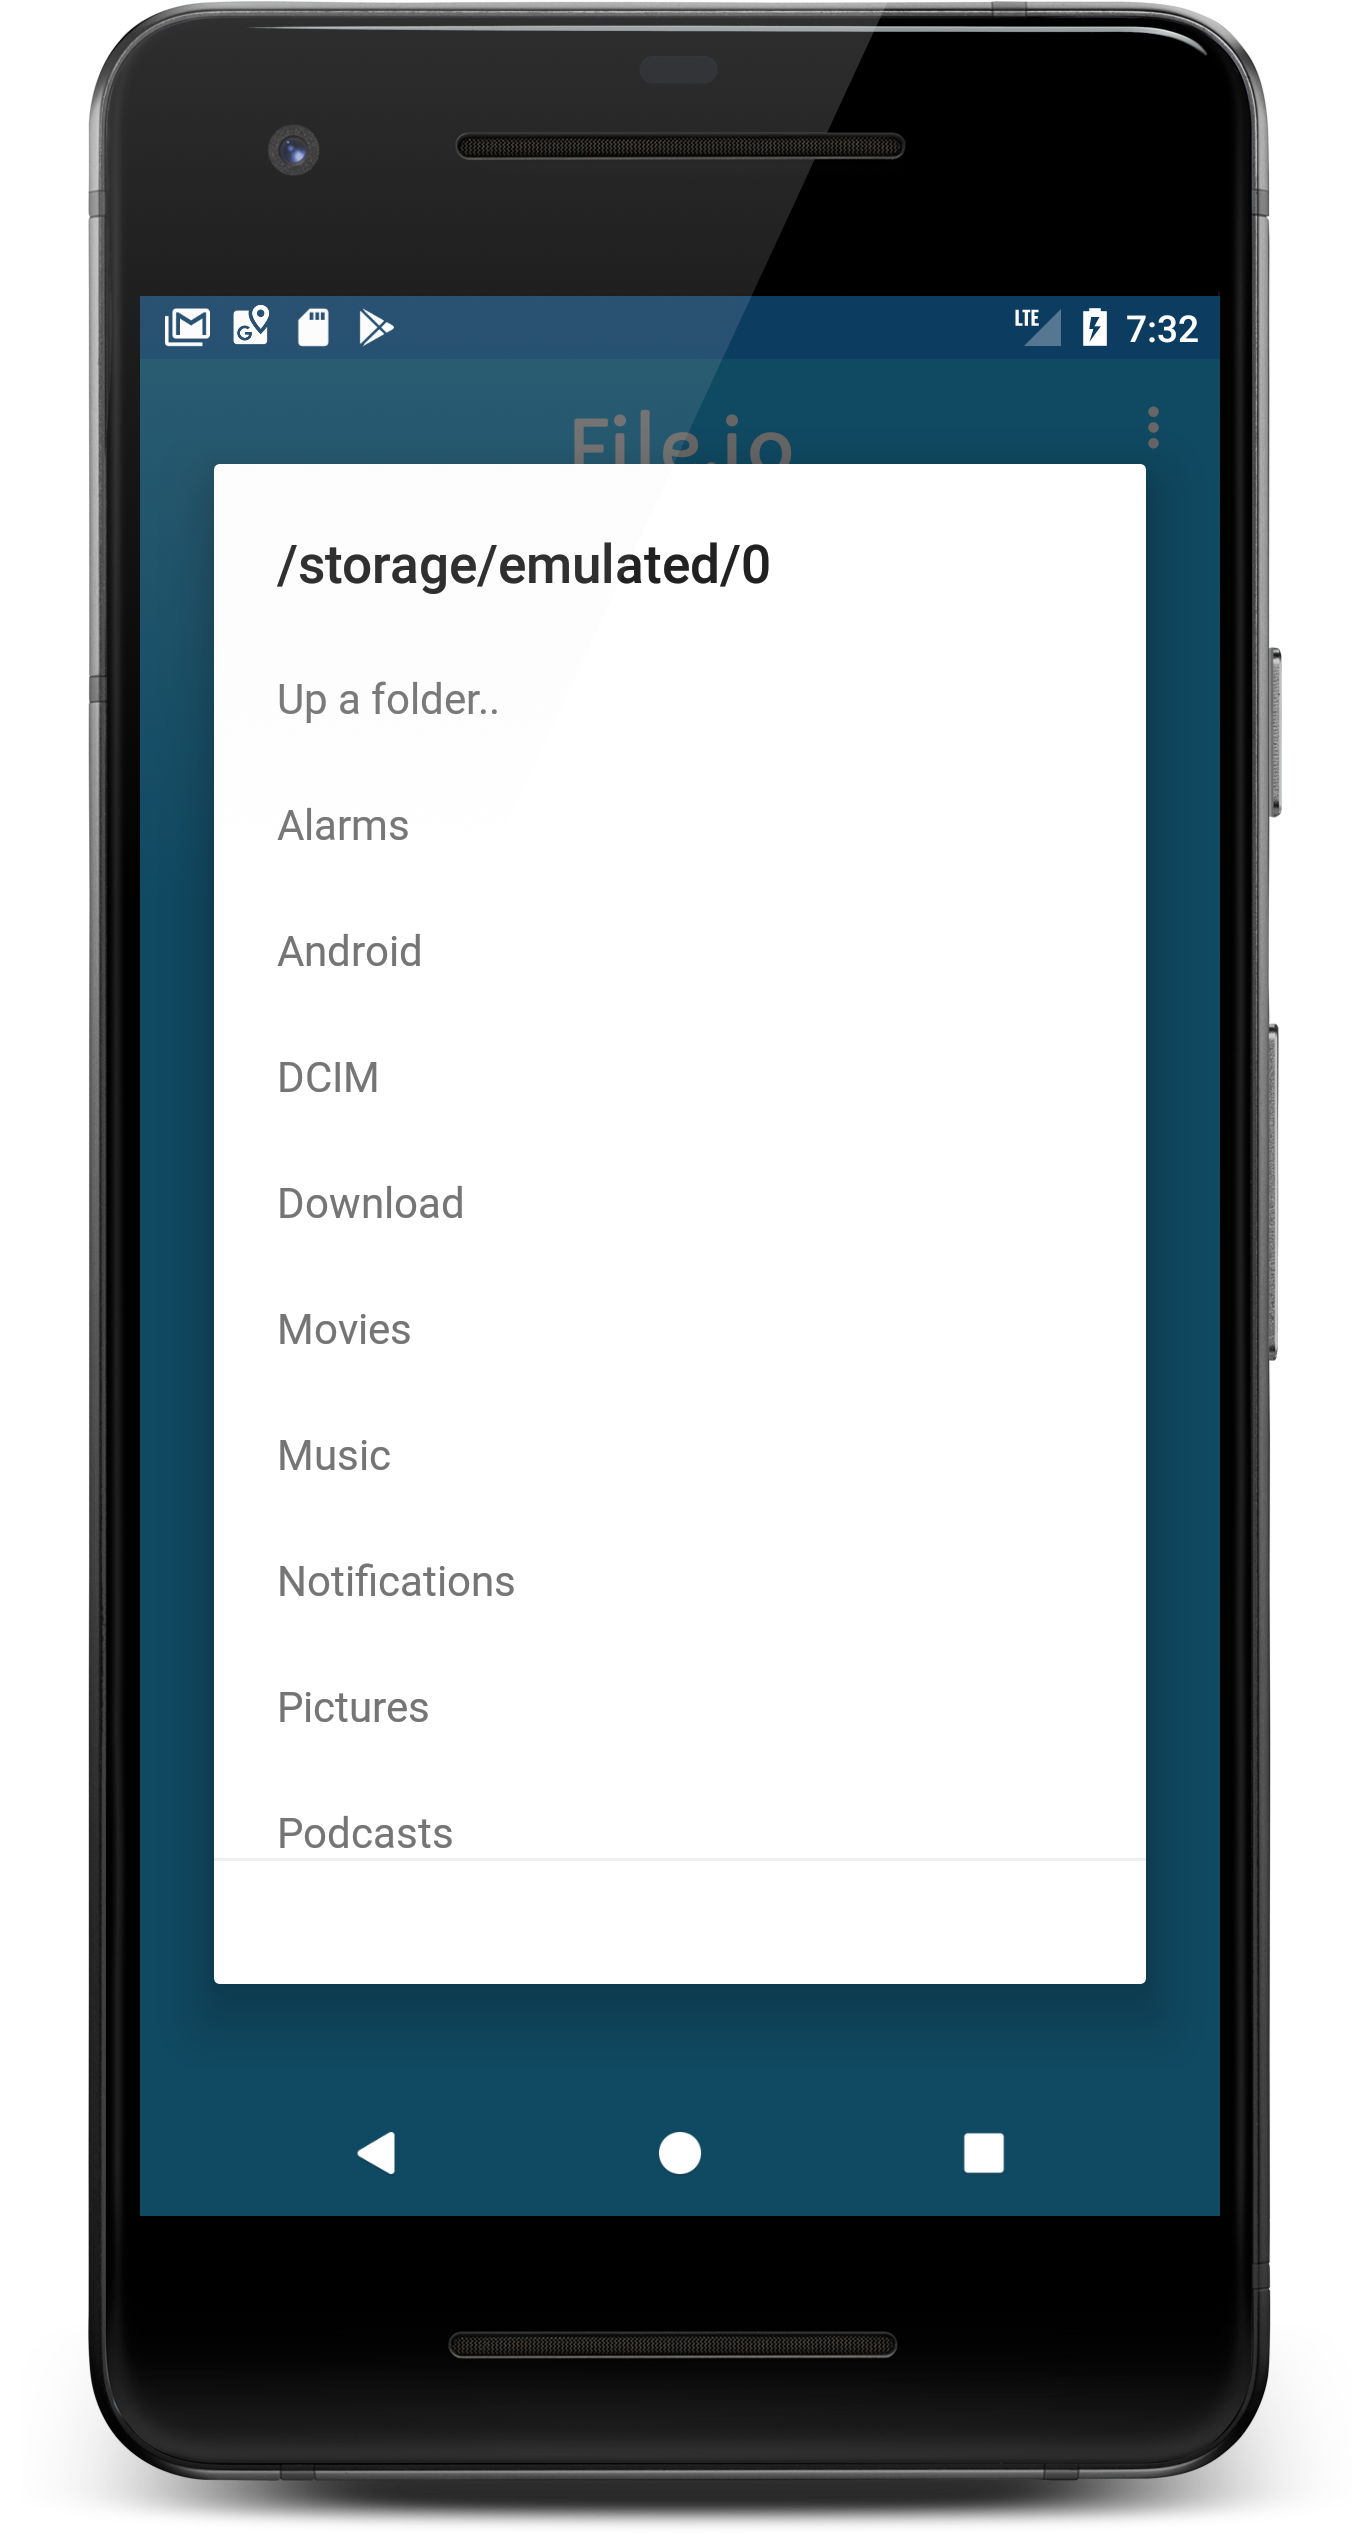 LTE 7:32
File.io
/storage/emulated/0
Up a folder..
Alarms
Android
DCIM
Download
Movies
Music
Notifications
Pictures
Podcasts